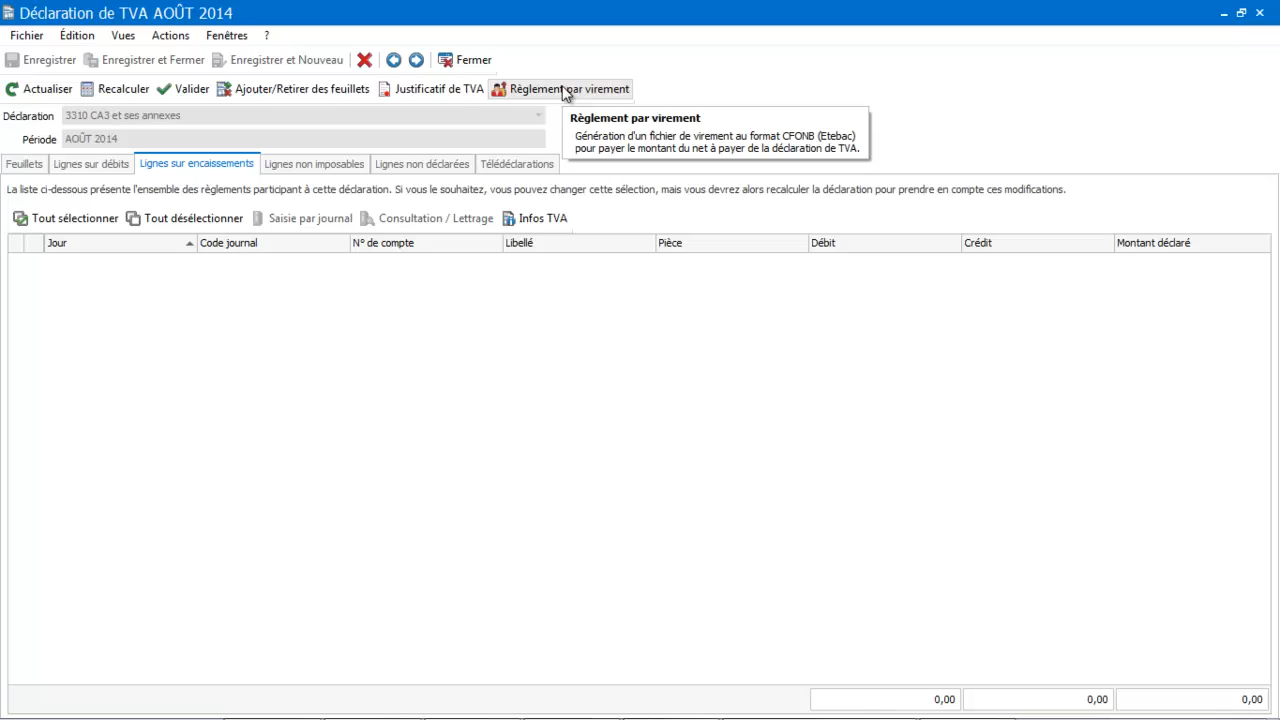 Déclaration de TVA AOÛT 2014
Fichier Édition Vues Actions Fenêtres ?
Enregistrer Enregistrer et Fermer Enregistrer et Nouveau Fermer
Actualiser Recalculer Valider Ajouter/Retirer des feuillets Justificatif de TVA Règlement par virement
Déclaration 3310 CA3 et ses annexes
Règlement par virement
Génération d'un fichier de virement au format CFONB (Etebac)
pour payer le montant du net à payer de la déclaration de TVA.
Période AOÛT 2014
Feuillets Lignes sur débits Lignes sur encaissements Lignes non imposables Lignes non déclarées Télédéclarations
La liste ci-dessous présente l'ensemble des règlements participant à cette déclaration. Si vous le souhaitez, vous pouvez changer cette sélection, mais vous devrez alors recalculer la déclaration pour prendre en compte ces modifications.
Tout sélectionner Tout désélectionner Saisie par journal Consultation / Lettrage Infos TVA
Jour Code journal N° de compte Libellé Pièce Débit Crédit Montant déclaré
0,00 0,00 0,00